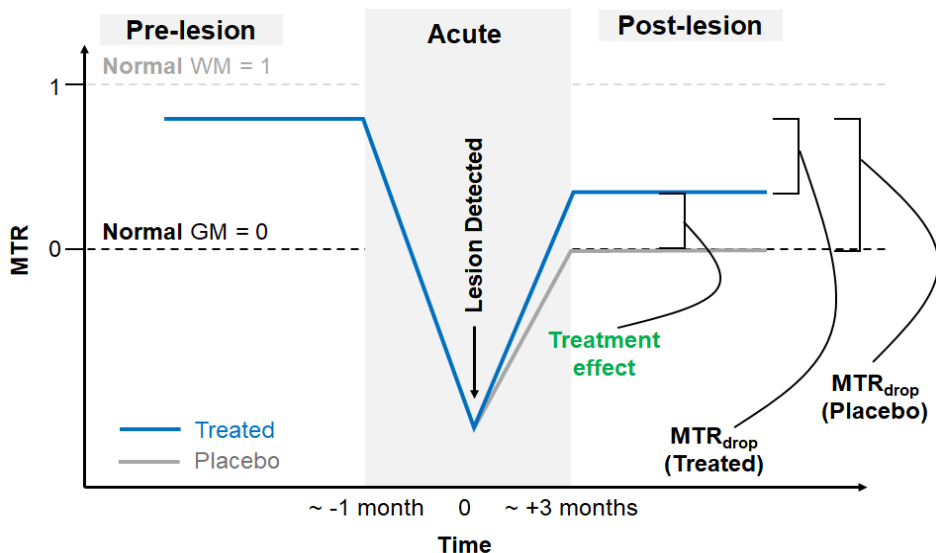 Pre-lesion
Acute
Post-lesion
Normal WM = 1
1
Normal GM = 0
0
MTR
Lesion Detected
Treatment
effect
MTRdrop
(Placebo)
MTRdrop
(Treated)
Treated
Placebo
~ -1 month
0
~ +3 months
Time